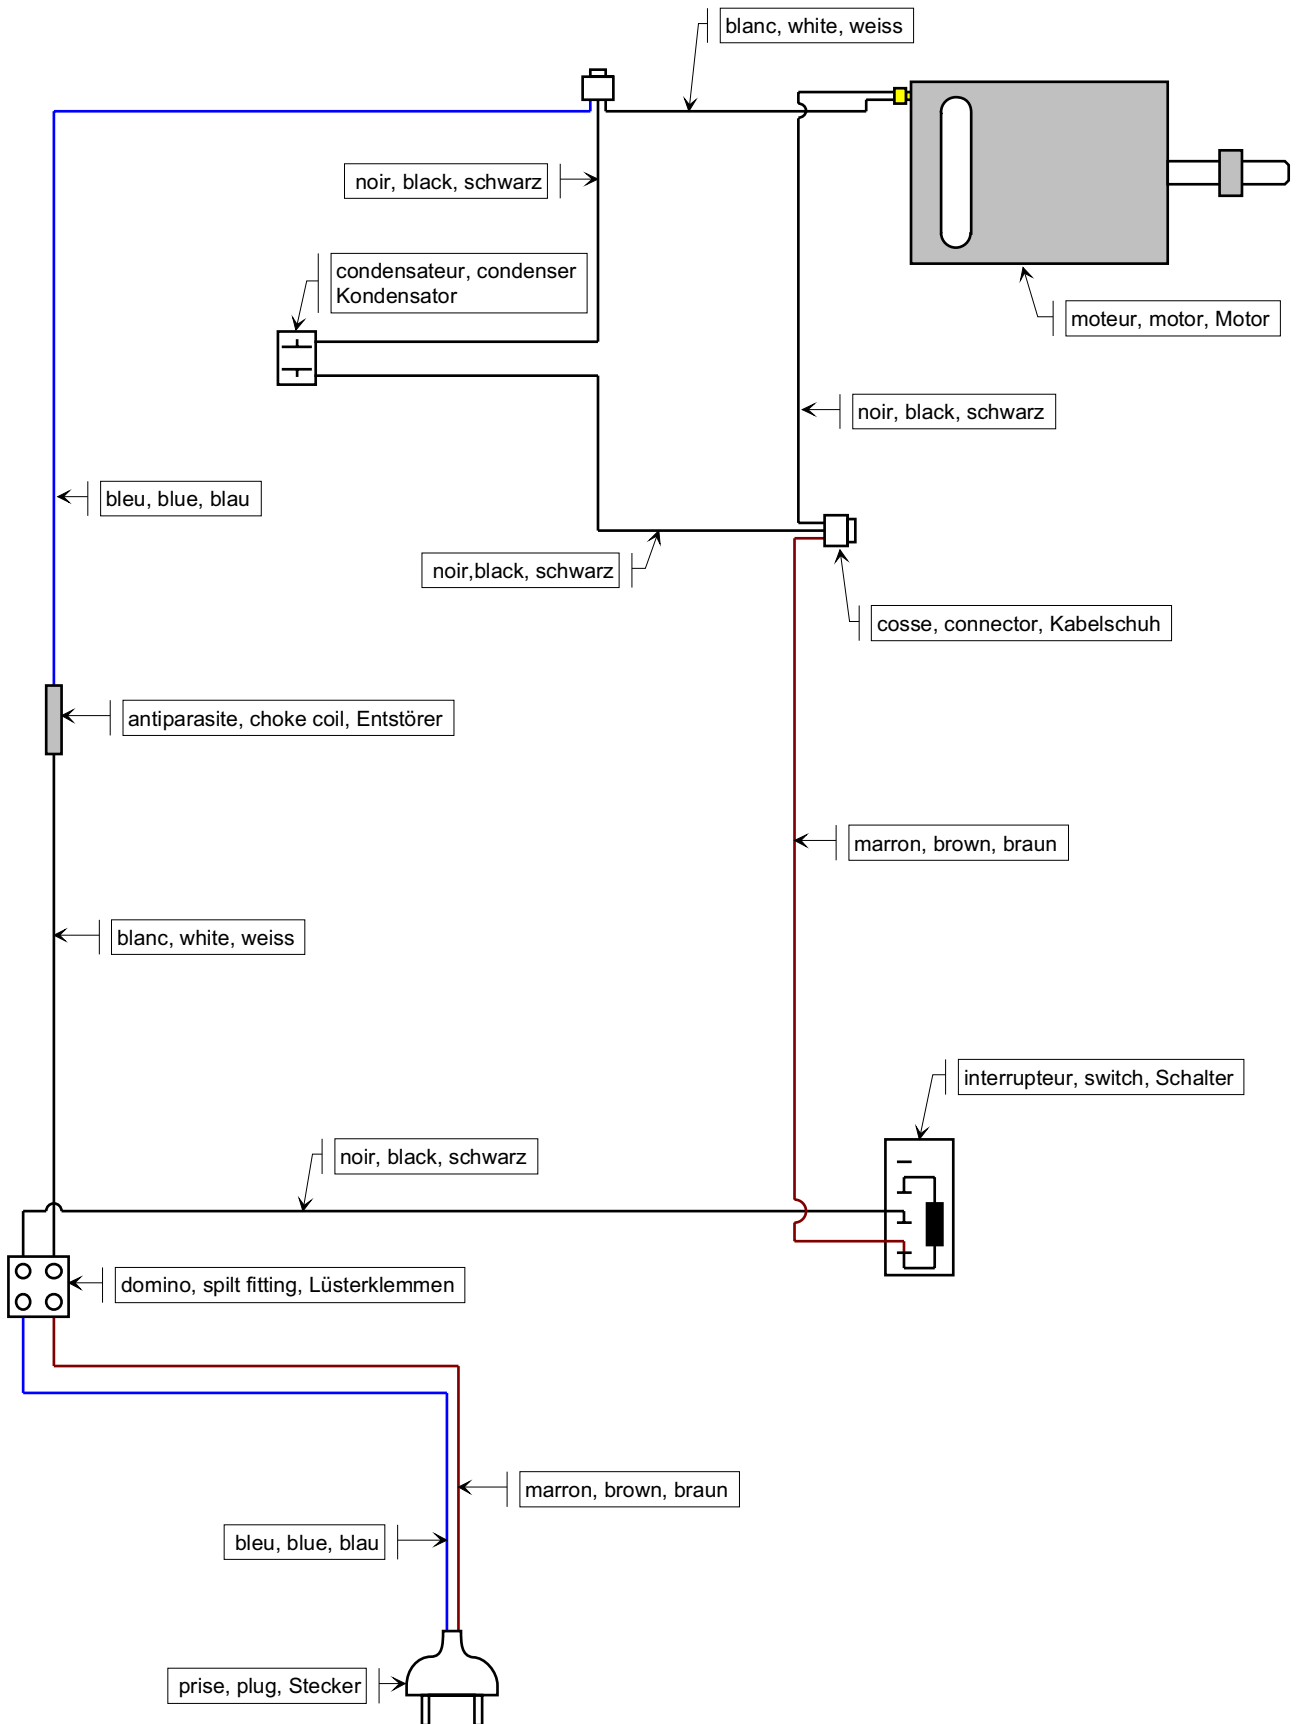 blanc, white, weiss
noir, black, schwarz
condensateur, condenser
Kondensator
moteur, motor, Motor
noir, black, schwarz
bleu, blue, blau
noir,black, schwarz
cosse, connector, Kabelschuh
antiparasite, choke coil, Entstörer
marron, brown, braun
blanc, white, weiss
interrupteur, switch, Schalter
noir, black, schwarz
domino, spilt fitting, Lüsterklemmen
marron, brown, braun
bleu, blue, blau
prise, plug, Stecker